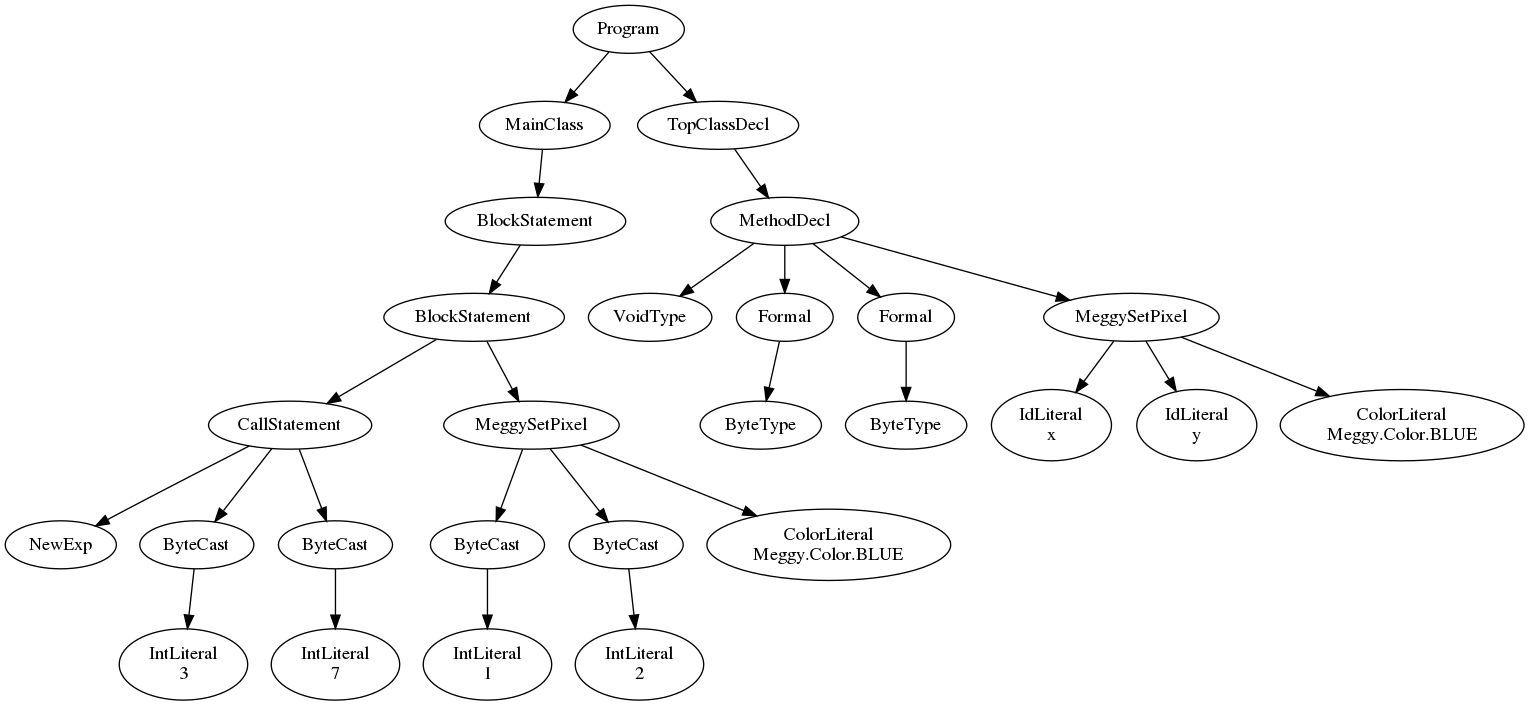 Program
MainClass
TopClassDecl
BlockStatement
MethodDecl
BlockStatement
VoidType
Formal
Formal
MeggySetPixel
CallStatement
MeggySetPixel
ByteType
ByteType
IdLiteral
x
IdLiteral
y
ColorLiteral
Meggy.Color.BLUE
NewExp
ByteCast
ByteCast
ByteCast
ByteCast
ColorLiteral
Meggy.Color.BLUE
IntLiteral
3
IntLiteral
7
IntLiteral
1
IntLiteral
2